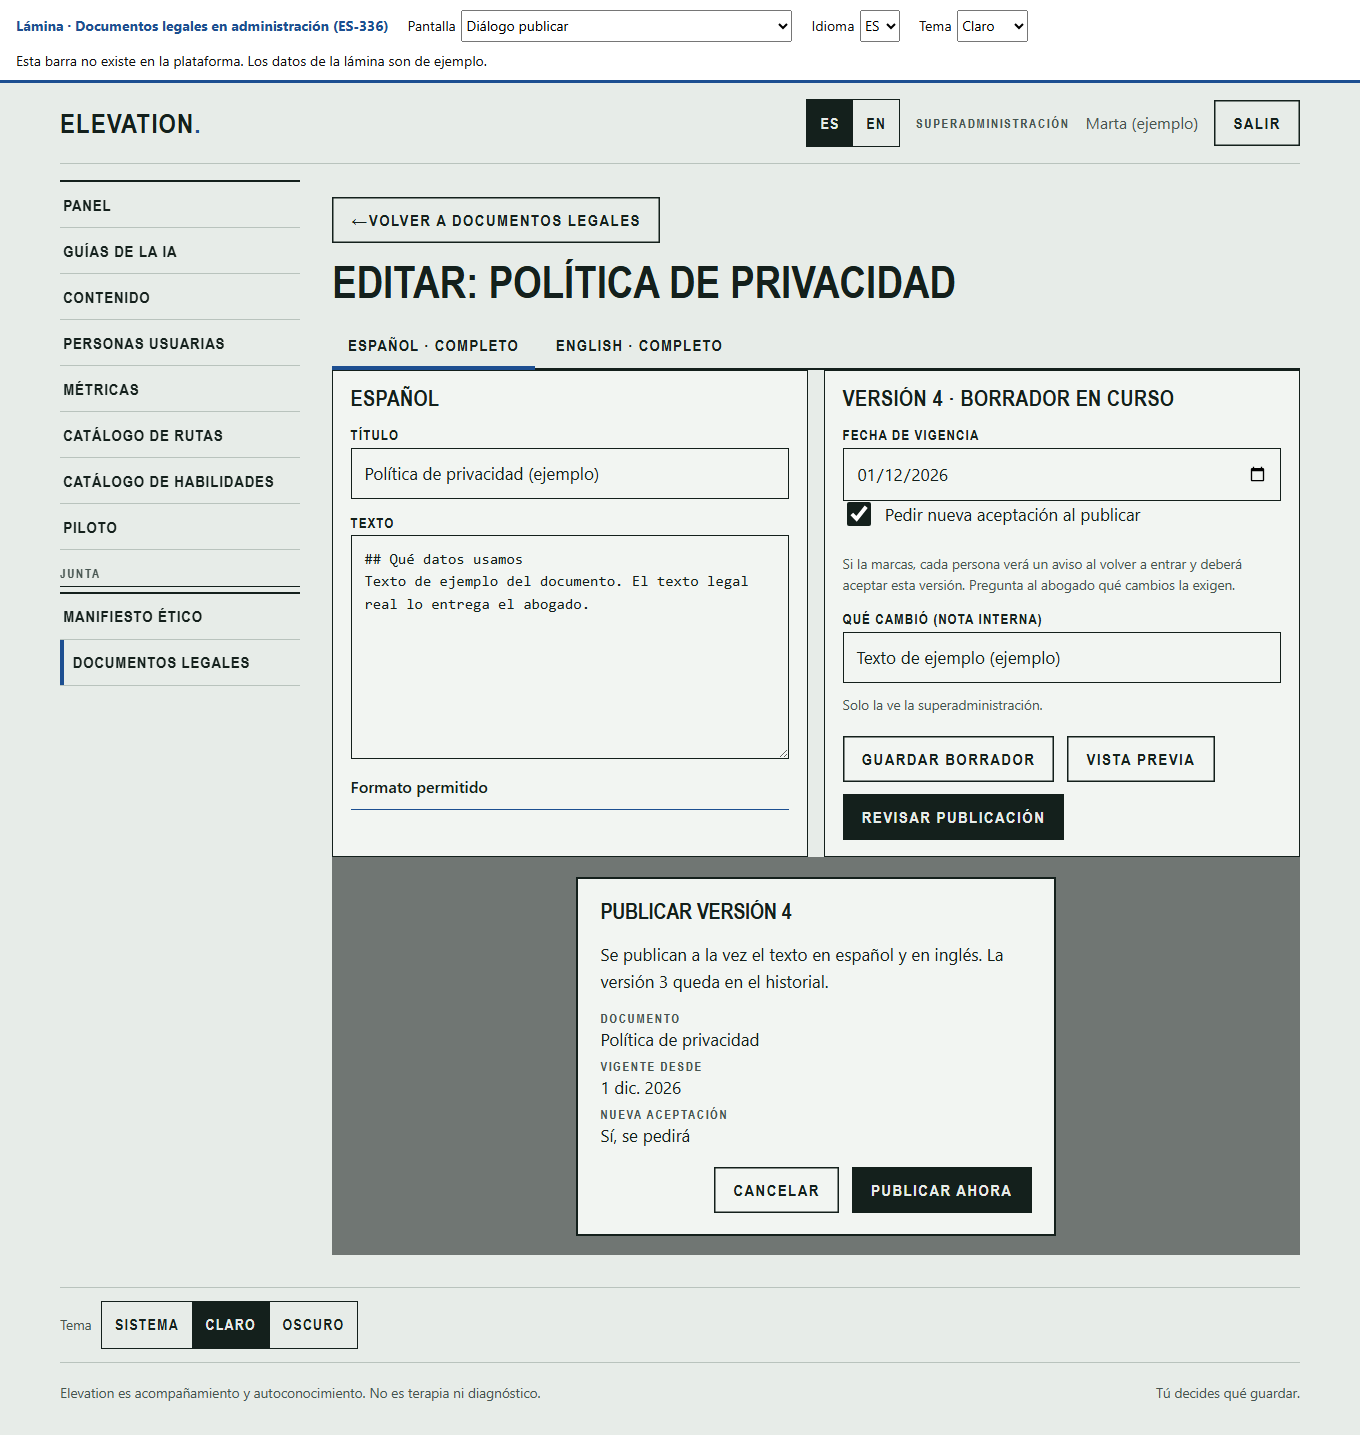 Lámina · Documentos legales en administración (ES-336)
Pantalla
Diálogo publicar
Idioma
ES
Tema
Claro
Esta barra no existe en la plataforma. Los datos de la lámina son de ejemplo.
ELEVATION.
ES
EN
SUPERADMINISTRACIÓN
Marta (ejemplo)
SALIR
PANEL
GUÍAS DE LA IA
CONTENIDO
PERSONAS USUARIAS
MÉTRICAS
CATÁLOGO DE RUTAS
CATÁLOGO DE HABILIDADES
PILOTO
JUNTA
MANIFIESTO ÉTICO
DOCUMENTOS LEGALES
←VOLVER A DOCUMENTOS LEGALES
EDITAR: POLÍTICA DE PRIVACIDAD
ESPAÑOL · COMPLETO
ENGLISH · COMPLETO
ESPAÑOL
TÍTULO
Política de privacidad (ejemplo)
TEXTO
## Qué datos usamos
Texto de ejemplo del documento. El texto legal
real lo entrega el abogado.
Formato permitido
VERSIÓN 4 · BORRADOR EN CURSO
FECHA DE VIGENCIA
01/12/2026
Pedir nueva aceptación al publicar
Si la marcas, cada persona verá un aviso al volver a entrar y deberá
aceptar esta versión. Pregunta al abogado qué cambios la exigen.
QUÉ CAMBIÓ (NOTA INTERNA)
Texto de ejemplo (ejemplo)
Solo la ve la superadministración.
GUARDAR BORRADOR
VISTA PREVIA
REVISAR PUBLICACIÓN
PUBLICAR VERSIÓN 4
Se publican a la vez el texto en español y en inglés. La
versión 3 queda en el historial.
DOCUMENTO
Política de privacidad
VIGENTE DESDE
1 dic. 2026
NUEVA ACEPTACIÓN
Sí, se pedirá
CANCELAR
PUBLICAR AHORA
Tema
SISTEMA
CLARO
OSCURO
Elevation es acompañamiento y autoconocimiento. No es terapia ni diagnóstico.
Tú decides qué guardar.